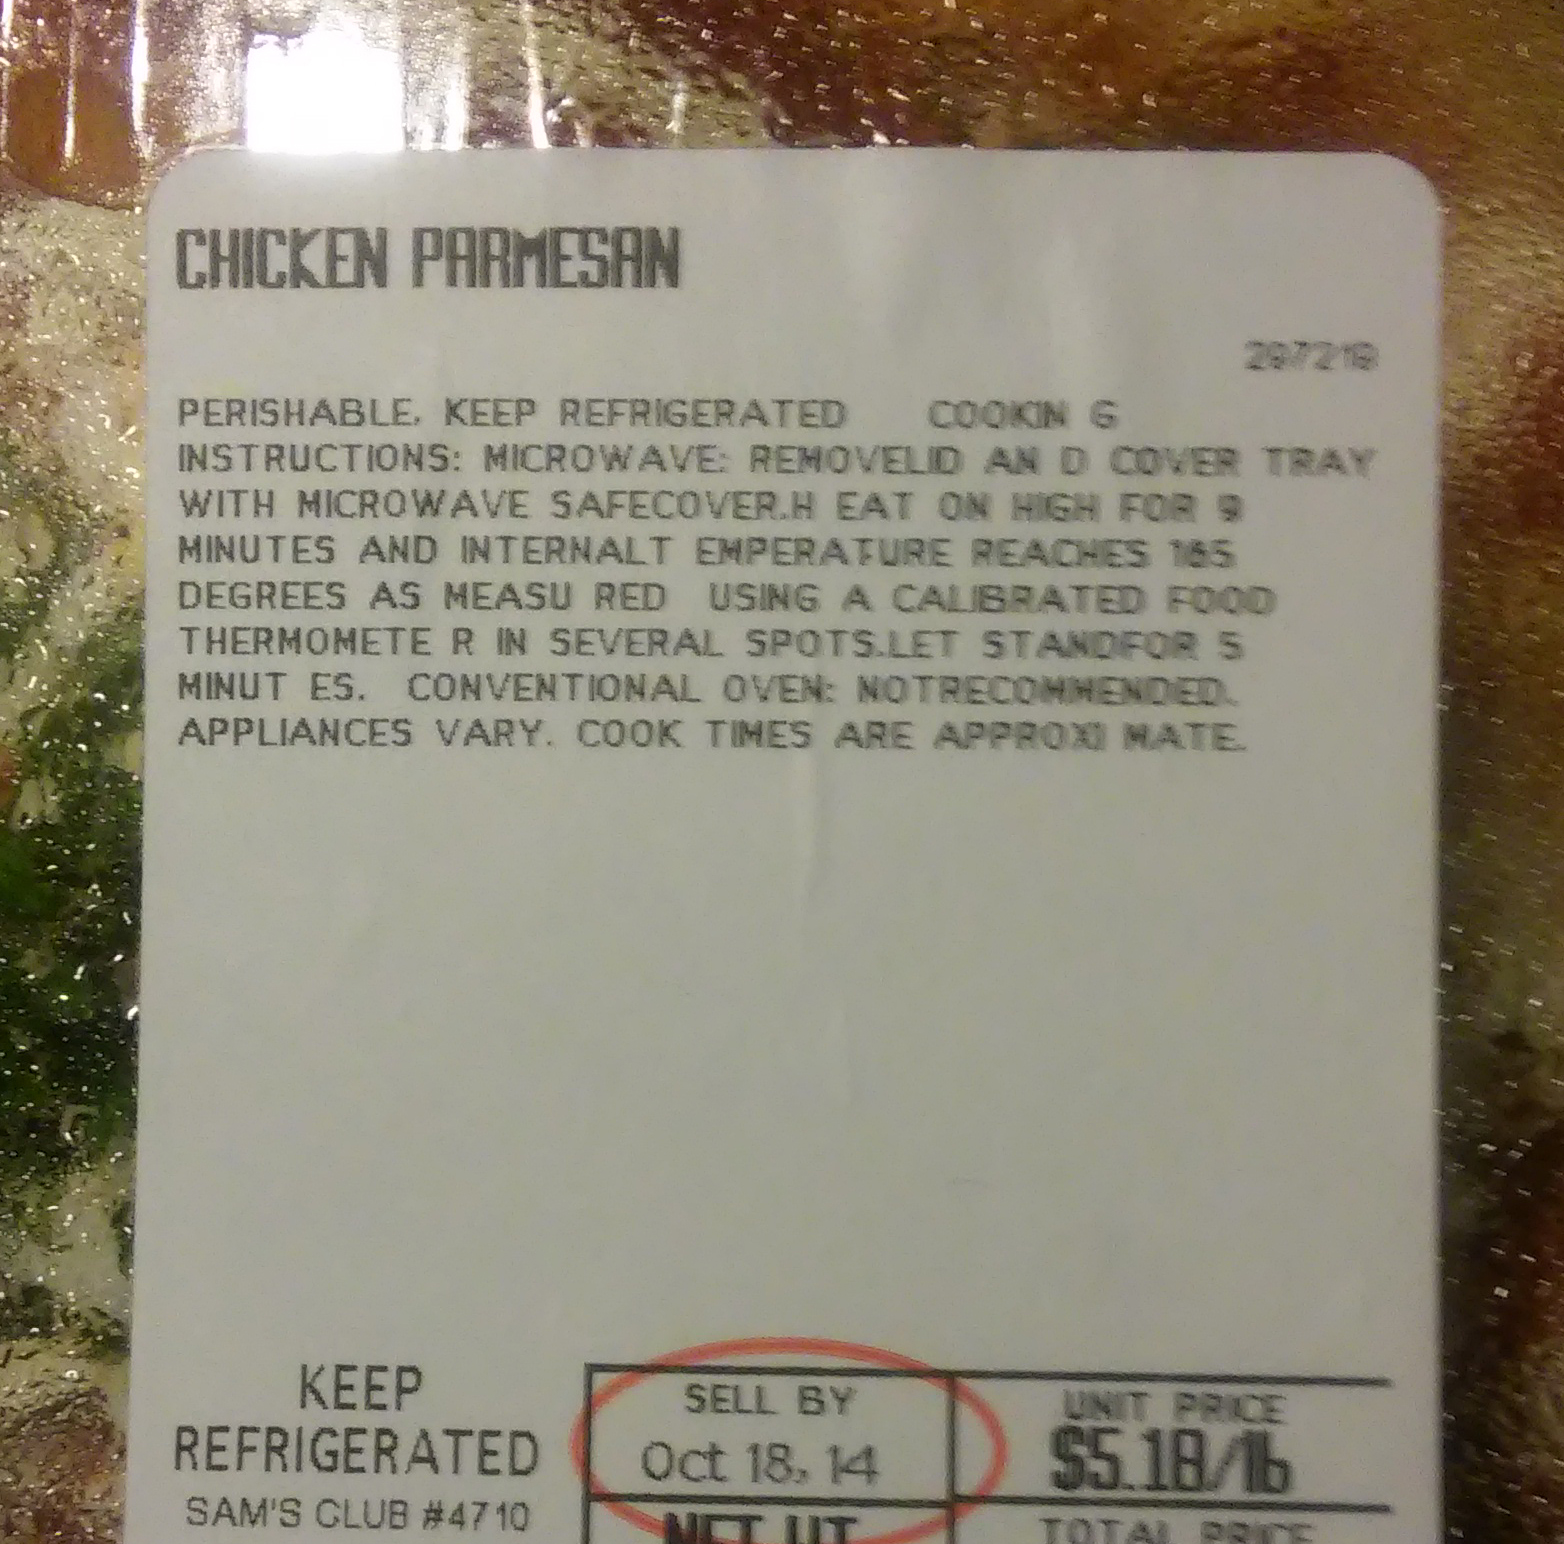 CHICKEN PARMESAN
297219
PERISHABLE. KEEP REFRIGERATED COOKIN G
INSTRUCTIONS: MICROWAVE: REMOVELID AN D COVER TRAY
WITH MICROWAVE SAFECOVER.H EAT ON HIGH FOR 9
MINUTES AND INTERNALT EMPERATURE REACHES 165
DEGREES AS MEASU RED USING A CALIBRATED FOOD
THERMOMETE R IN SEVERAL SPOTS.LET STANDFOR 5
MINUT ES. CONVENTIONAL OVEN: NOTRECOMMENDED.
APPLIANCES VARY. COOK TIMES ARE APPROXI MATE.
KEEP
REFRIGERATED
SAM'S CLUB #4710
SELL BY
Oct 18, 14
NET WT
UNIT PRICE
$5.18/lb
TOTAL PRICE